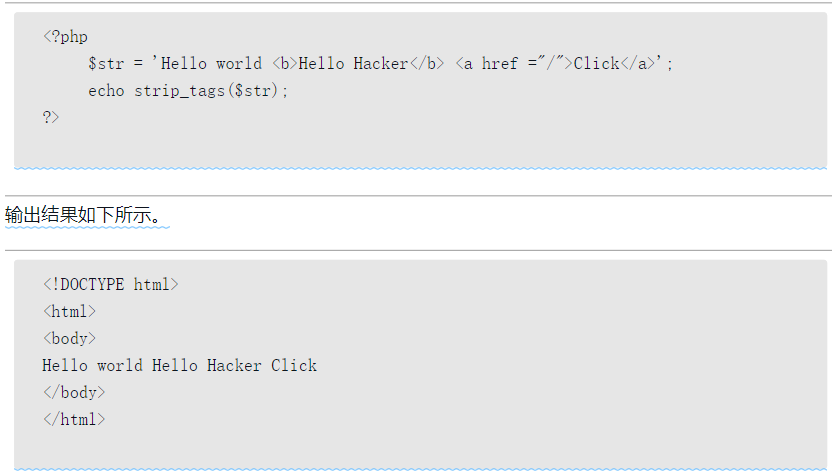 <?php
$str = 'Hello world <b>Hello Hacker</b> <a href ="/">Click</a>';
echo strip_tags($str);
?>
输出结果如下所示。
<!DOCTYPE html>
<html>
<body>
Hello world Hello Hacker Click
</body>
</html>